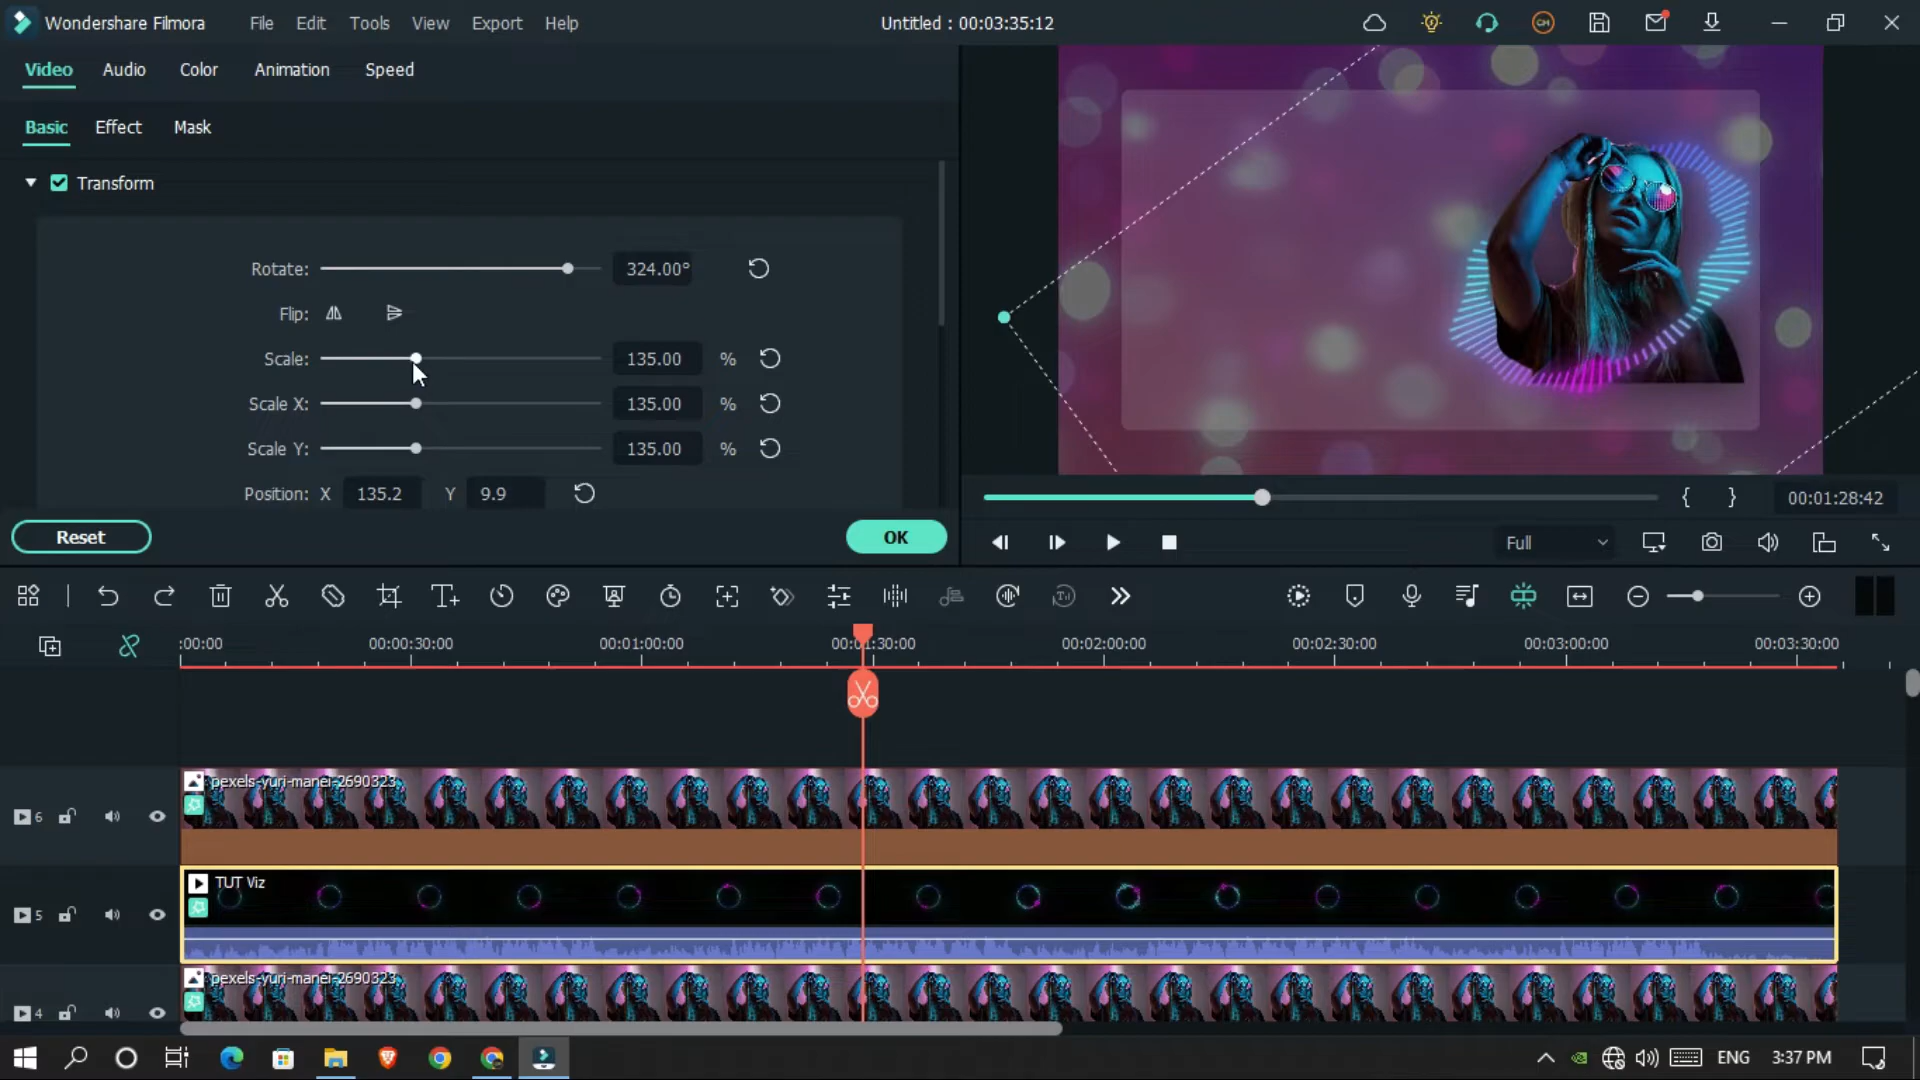 Wondershare Filmora File Edit Tools View Export Help Untitled : 00:03:35:12 CH
Video Audio Color Animation Speed
Basic Effect Mask
Transform
Rotate: 324.00°
Flip:
Scale: 135.00 %
Scale X: 135.00 %
Scale Y: 135.00 %
Position: X 135.2 Y 9.9
Reset OK
{ } 00:01:28:42
Full
:00:00 00:00:30:00 00:01:00:00 00:01:30:00 00:02:00:00 00:02:30:00 00:03:00:00 00:03:30:00
pexels-yuri-manei-2690323
6
TUT Viz
5
pexels-yuri-manei-2690323
4
ENG 3:37 PM